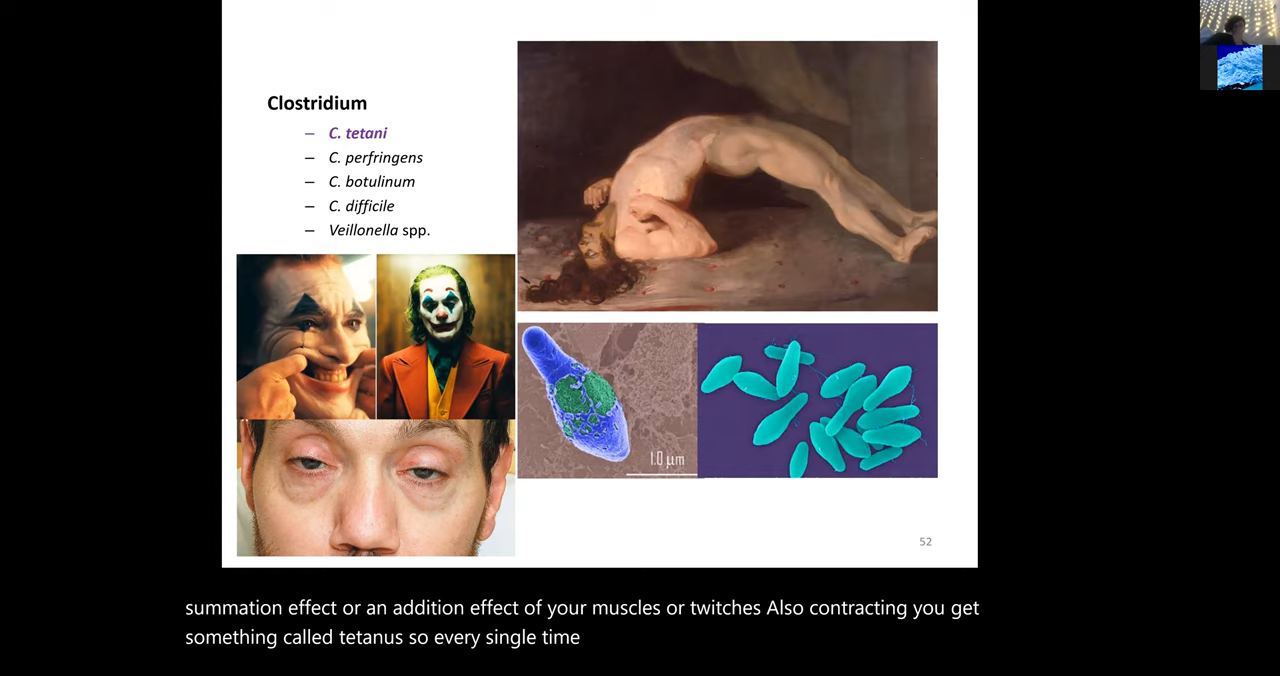 Clostridium
– C. tetani
– C. perfringens
– C. botulinum
– C. difficile
– Veillonella spp.
1.0 µm
52
summation effect or an addition effect of your muscles or twitches Also contracting you get
something called tetanus so every single time